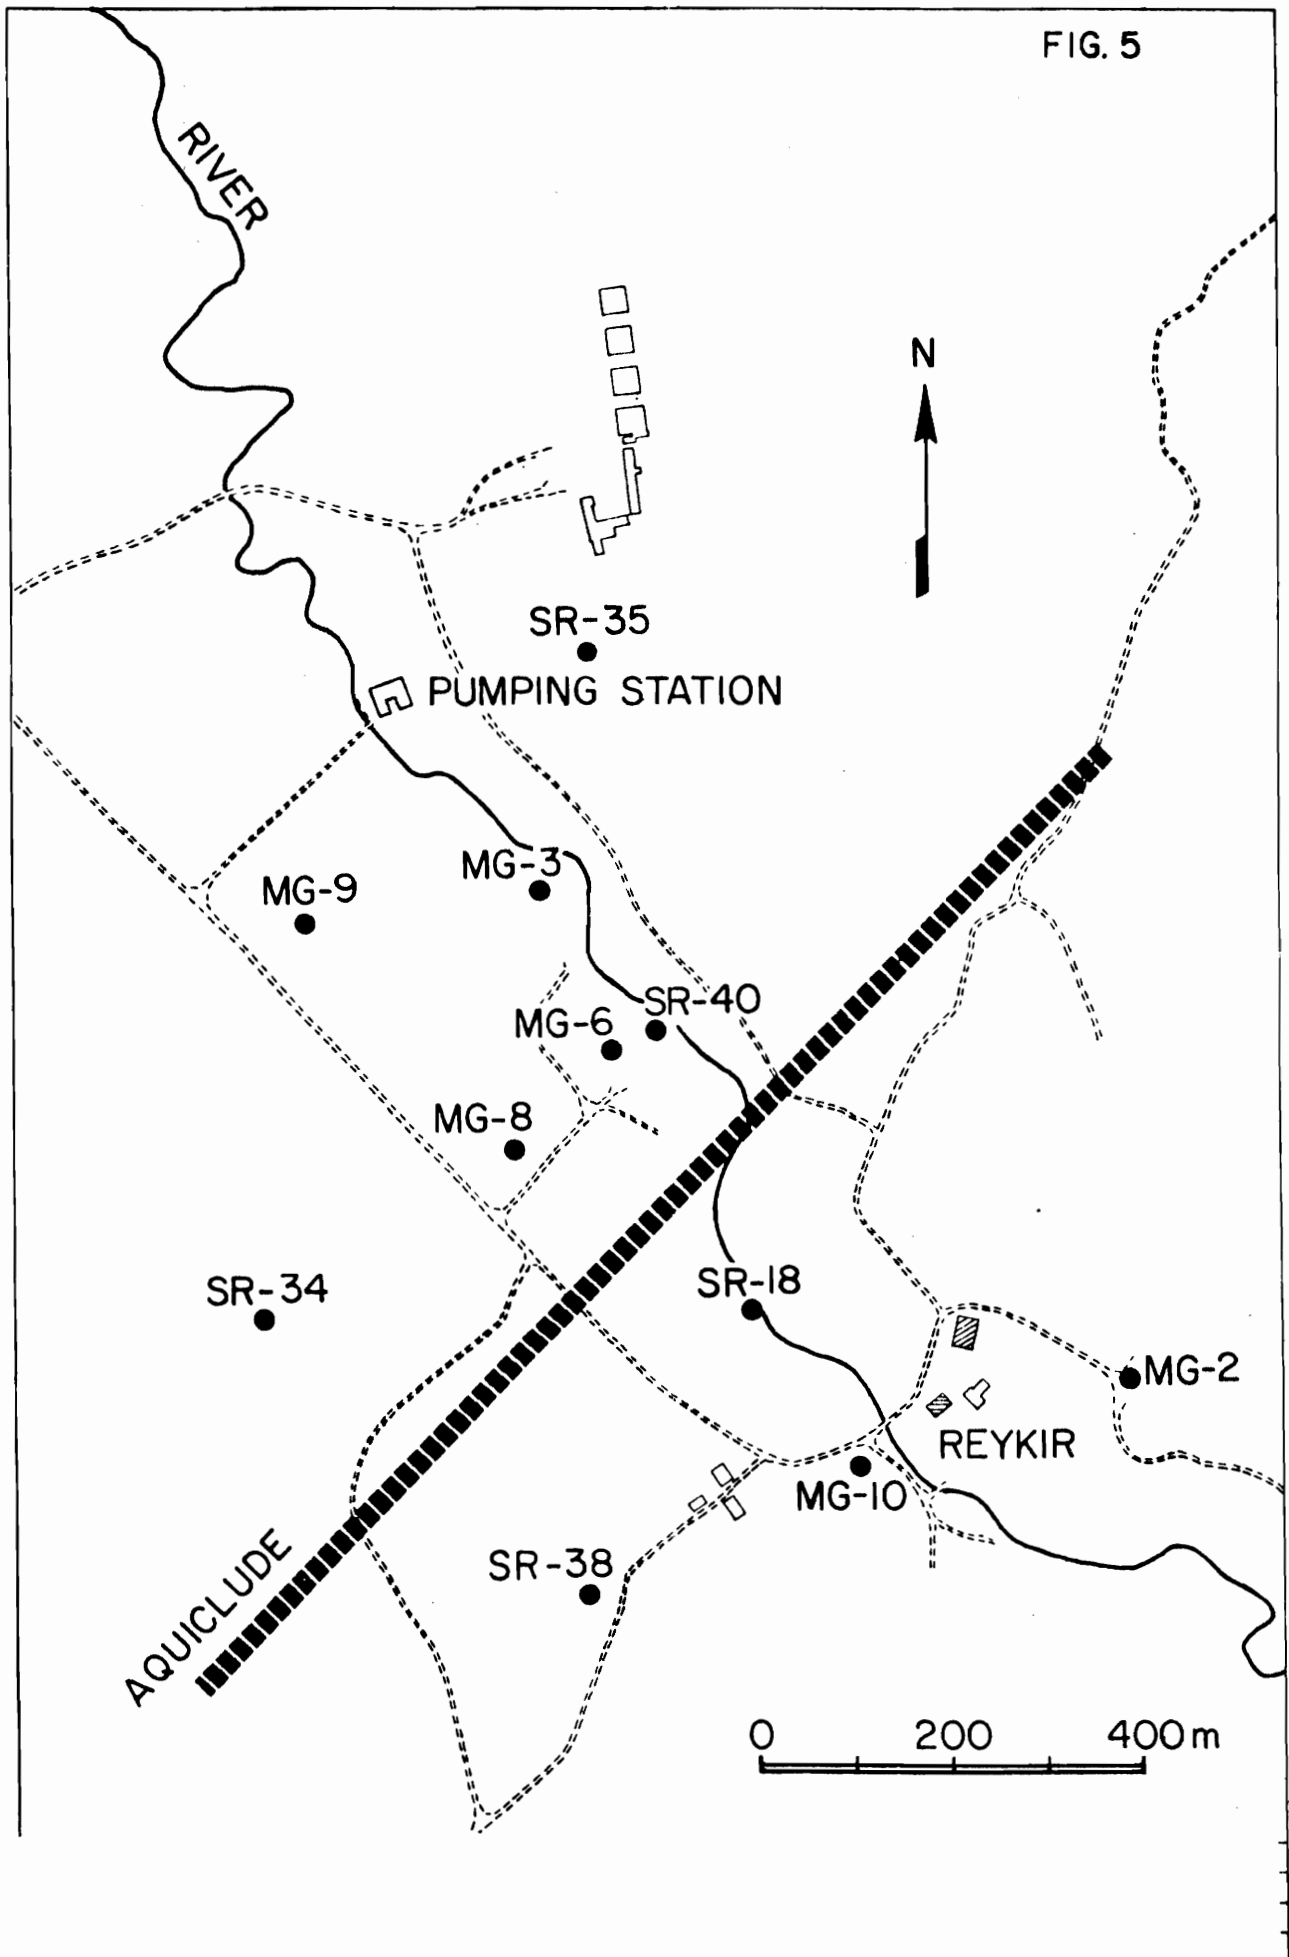 FIG. 5
RIVER
N
SR-35
PUMPING STATION
MG-3
MG-9
SR-40
MG-6
MG-8
SR-18
SR-34
MG-2
REYKIR
MG-10
SR-38
AQUICLUDE
0 200 400m